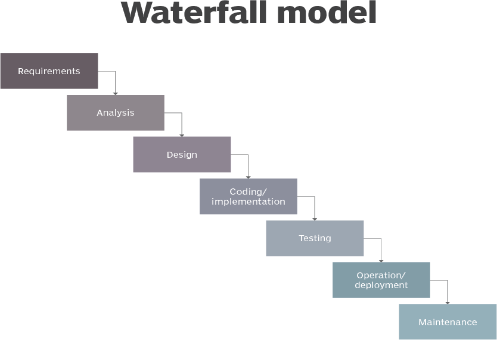 Waterfall model
Requirements
Analysis
Design
Coding/
implementation
Testing
Operation/
deployment
Maintenance